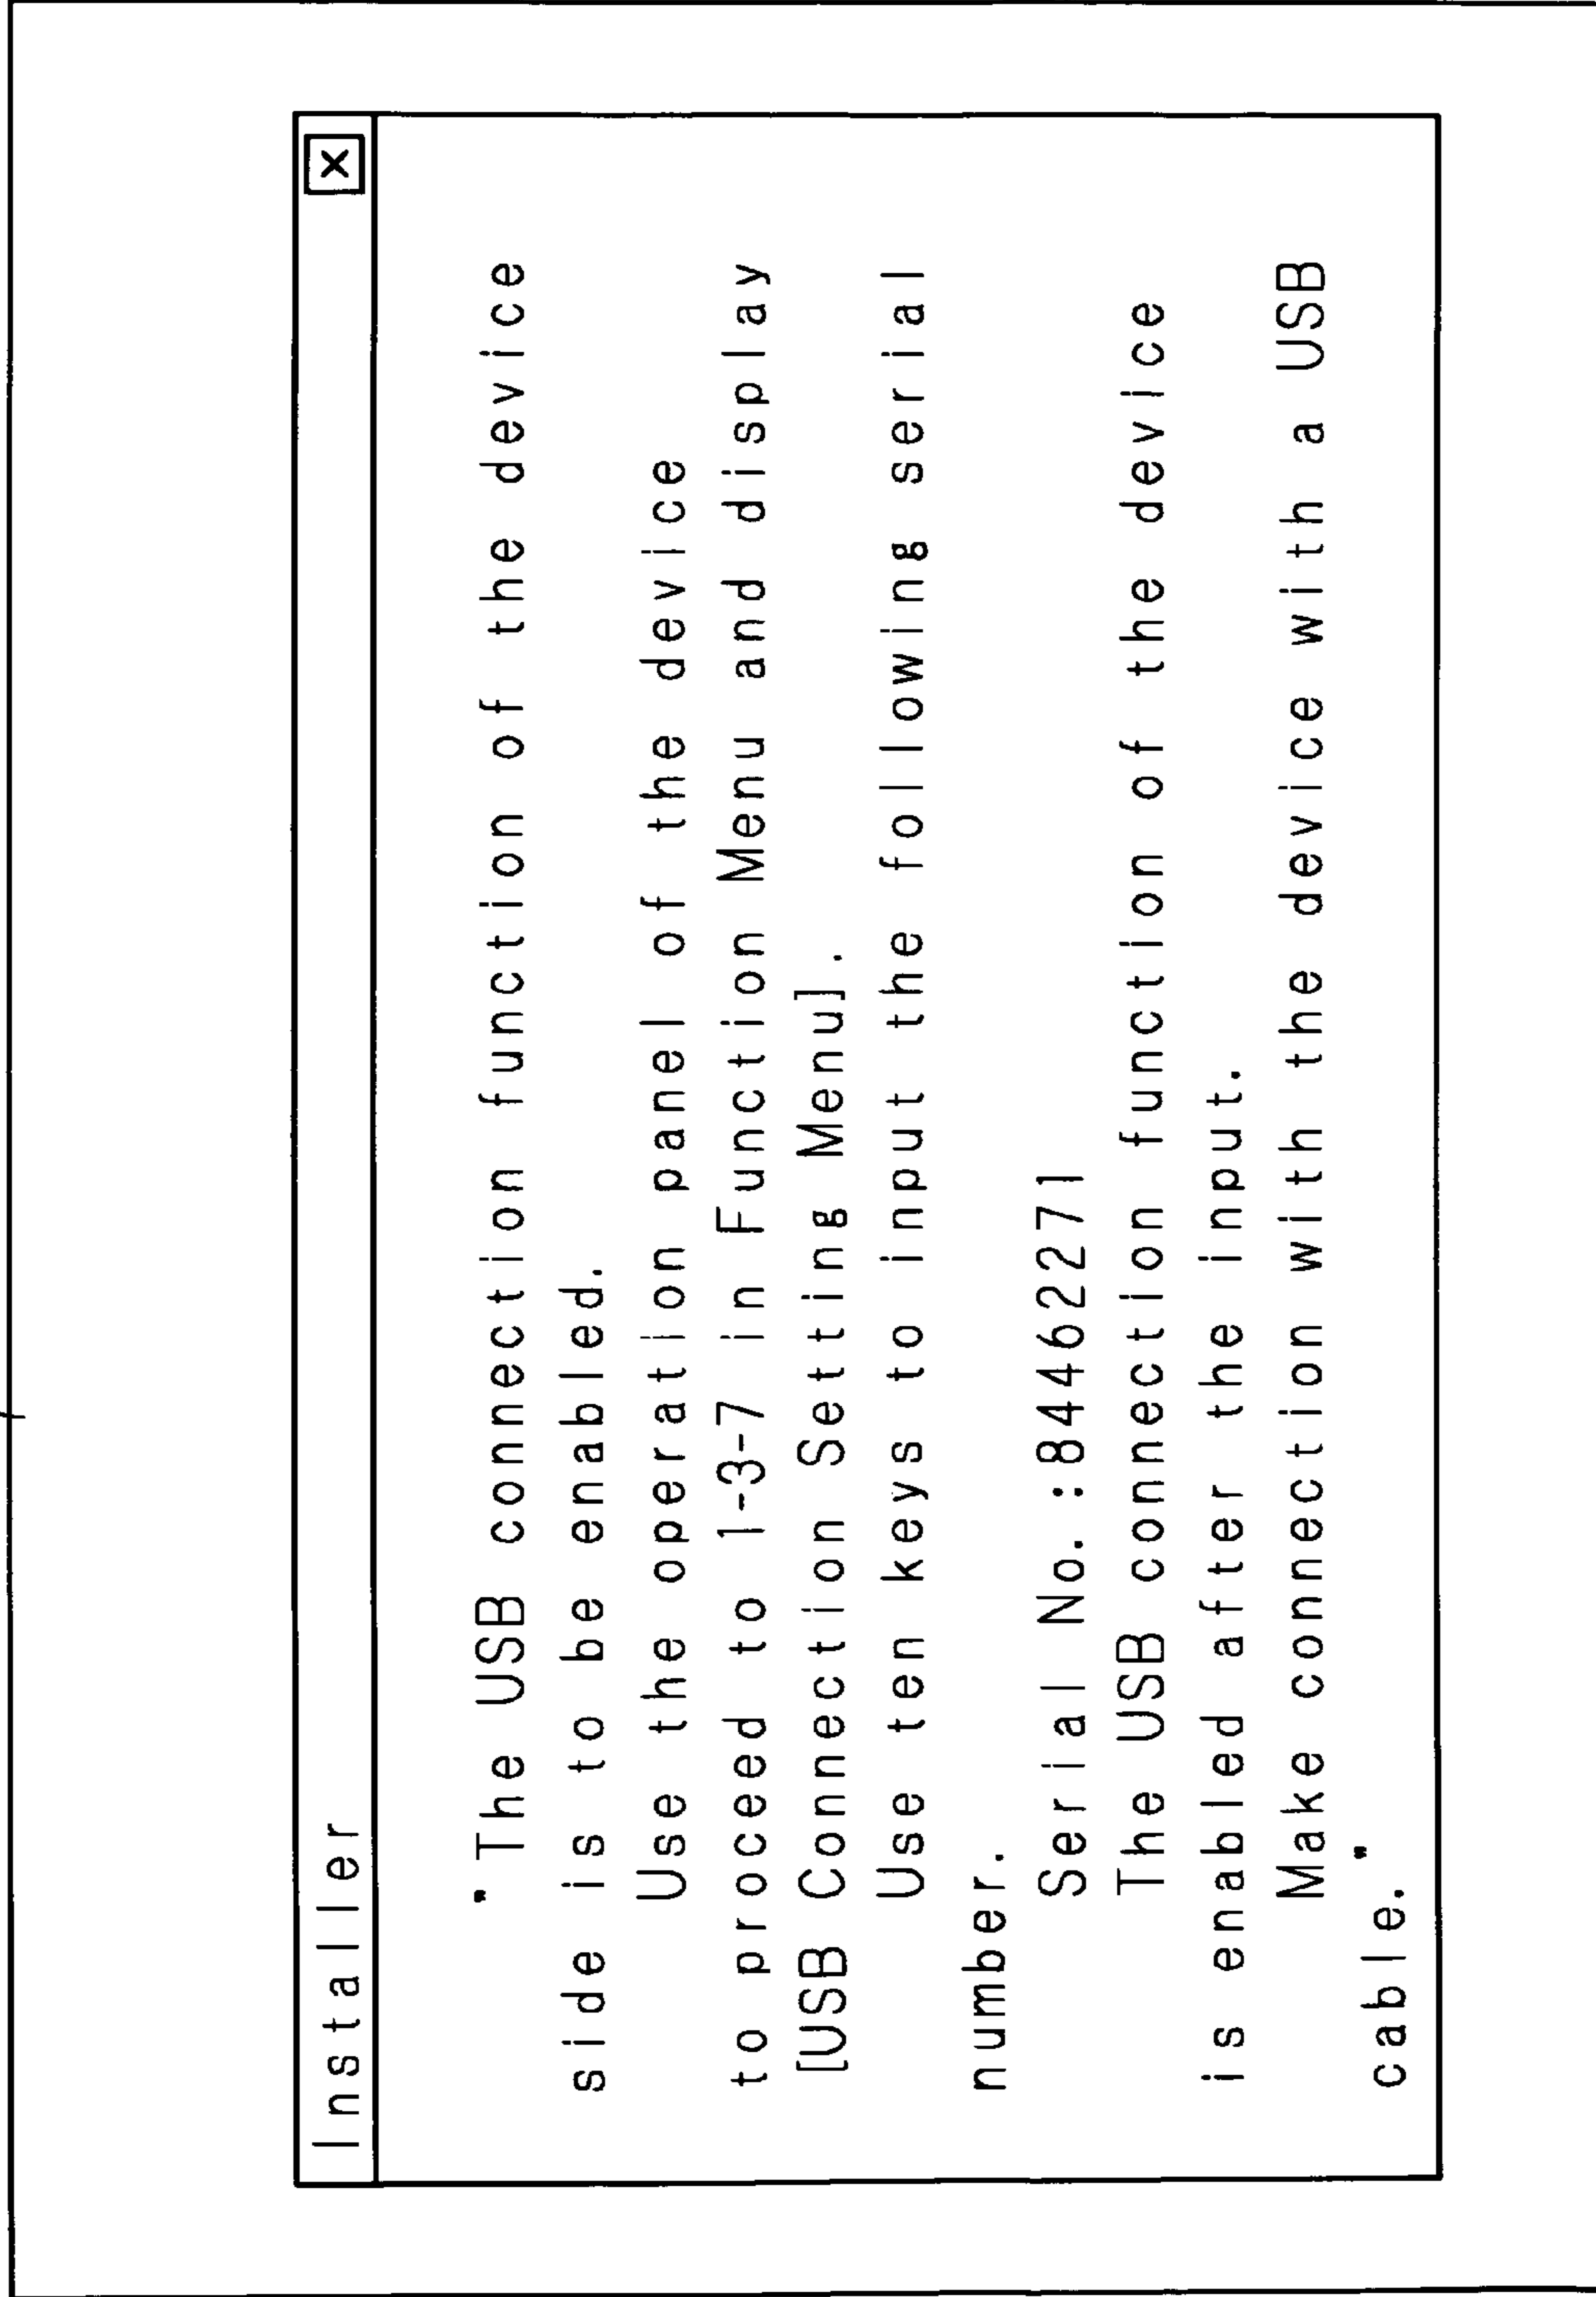 Installer
x
"The USB connection function of the device
side is to be enabled.
Use the operation panel of the device
to proceed to 1-3-7 in Function Menu and display
[USB Connection Setting Menu].
Use ten keys to input the following serial
number.
Serial No. :84462271
The USB connection function of the device
is enabled after the input.
Make connection with the device with a USB
cable."